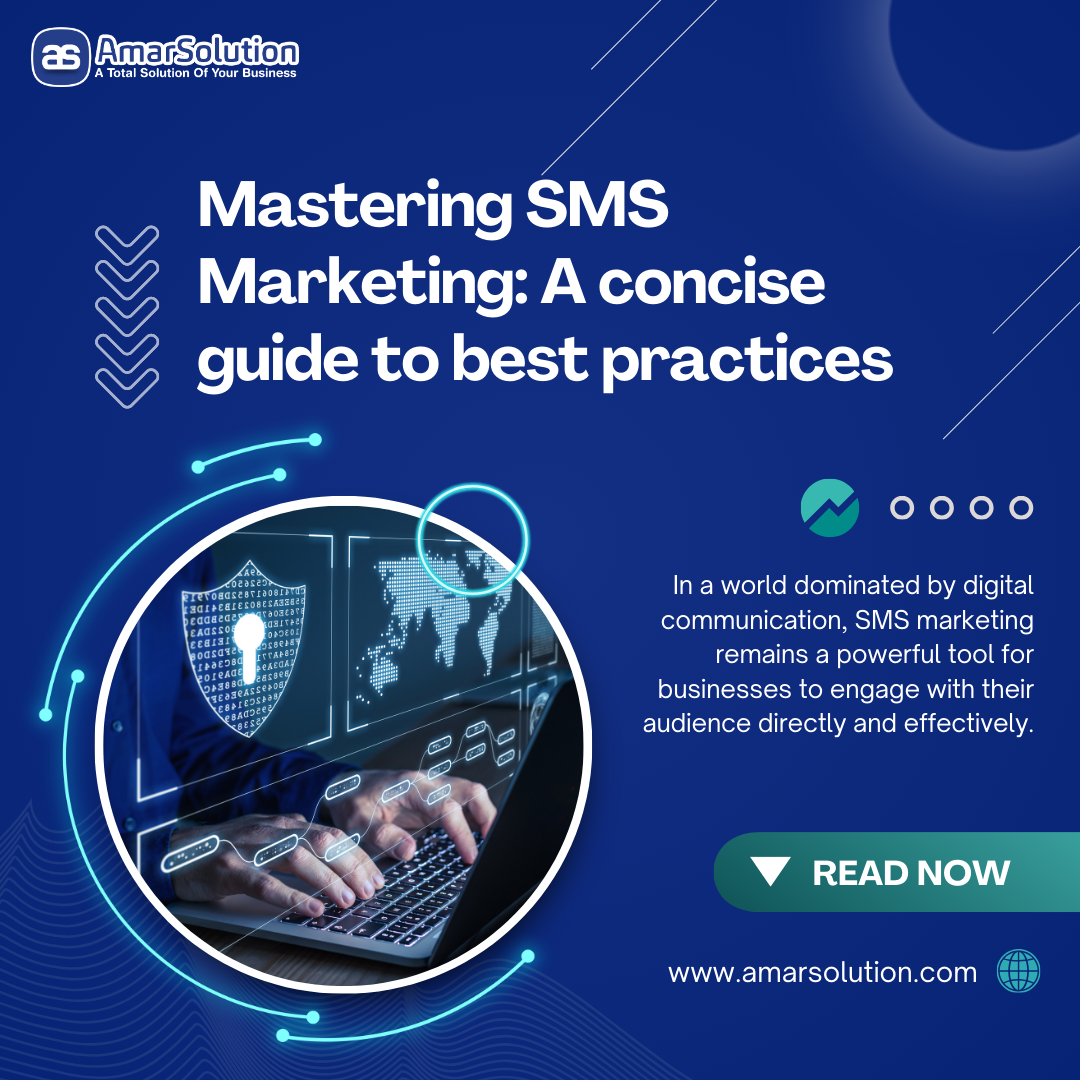 as
AmarSolution
A Total Solution Of Your Business
Mastering SMS
Marketing: A concise
guide to best practices
In a world dominated by digital
communication, SMS marketing
remains a powerful tool for
businesses to engage with their
audience directly and effectively.
READ NOW
www.amarsolution.com